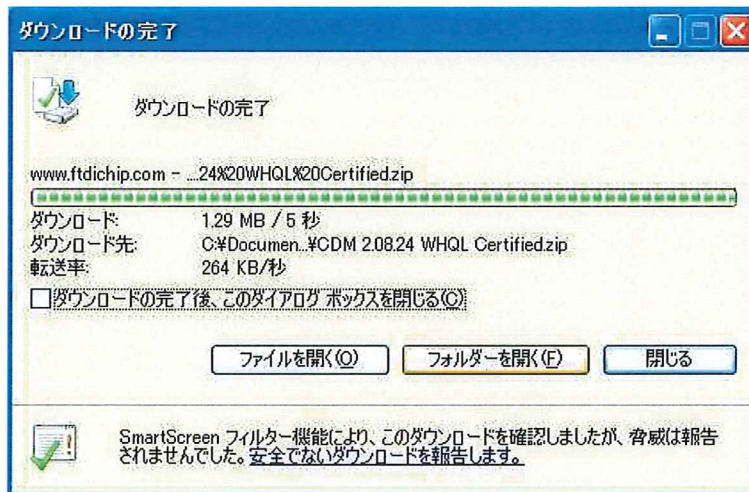 ダウンロードの完了
ダウンロードの完了
www.ftdichip.com - ...24%20WHQL%20Certified.zip
ダウンロード: 1.29 MB / 5 秒
ダウンロード先: C:¥Documen...¥CDM 2.08.24 WHQL Certified.zip
転送率: 264 KB/秒
ダウンロードの完了後、このダイアログ ボックスを閉じる(C)
ファイルを開く(O) フォルダーを開く(F) 閉じる
SmartScreen フィルター機能により、このダウンロードを確認しましたが、脅威は報告
されませんでした。安全でないダウンロードを報告します。